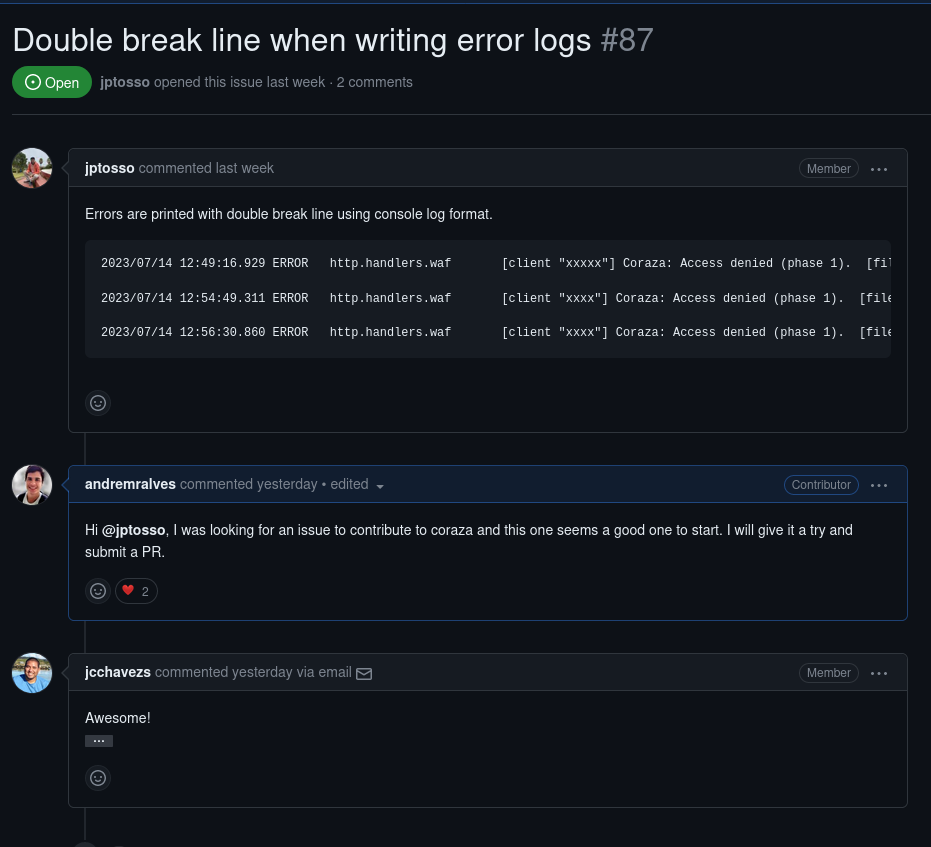 Double break line when writing error logs #87
Open jptosso opened this issue last week · 2 comments
jptosso commented last week Member
Errors are printed with double break line using console log format.
2023/07/14 12:49:16.929 ERROR http.handlers.waf [client "xxxxx"] Coraza: Access denied (phase 1). [fil
2023/07/14 12:54:49.311 ERROR http.handlers.waf [client "xxxx"] Coraza: Access denied (phase 1). [file
2023/07/14 12:56:30.860 ERROR http.handlers.waf [client "xxxx"] Coraza: Access denied (phase 1). [file
andremralves commented yesterday • edited Contributor
Hi @jptosso, I was looking for an issue to contribute to coraza and this one seems a good one to start. I will give it a try and
submit a PR.
2
jcchavezs commented yesterday via email Member
Awesome!